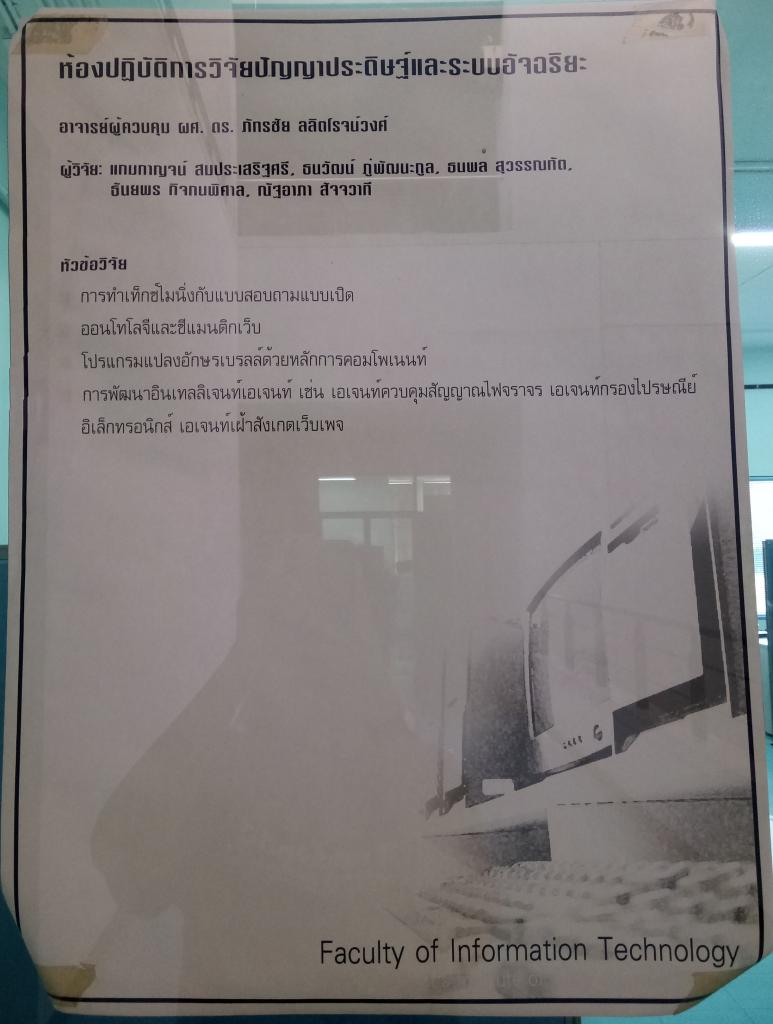 ห้องปฏิบัติการวิจัยปัญญาประดิษฐ์และระบบอัจฉริยะ
อาจารย์ผู้ควบคุม ผศ. ดร. ภัทรชัย ลลิตโรจน์วงศ์
ผู้วิจัย: แกมกาญจน์ สมประเสริฐศรี, ธนวัฒน์ ภู่พัฒนะกูล, ธนพล สุวรรณกัด,
ธันยพร กิจกนพิศาล, ณัฐอาภา สัจจวาที
หัวข้อวิจัย
การทำเท็กซ์ไมนิ่งกับแบบสอบถามแบบเปิด
ออนโทโลจีและซีแมนติกเว็บ
โปรแกรมแปลงอักษรเบรลล์ด้วยหลักการคอมโพเนนท์
การพัฒนาอินเทลลิเจนท์เอเจนท์ เช่น เอเจนท์ควบคุมสัญญาณไฟจราจร เอเจนท์กรองไปรษณีย์
อิเล็กทรอนิกส์ เอเจนท์เฝ้าสังเกตเว็บเพจ
Faculty of Information Technology